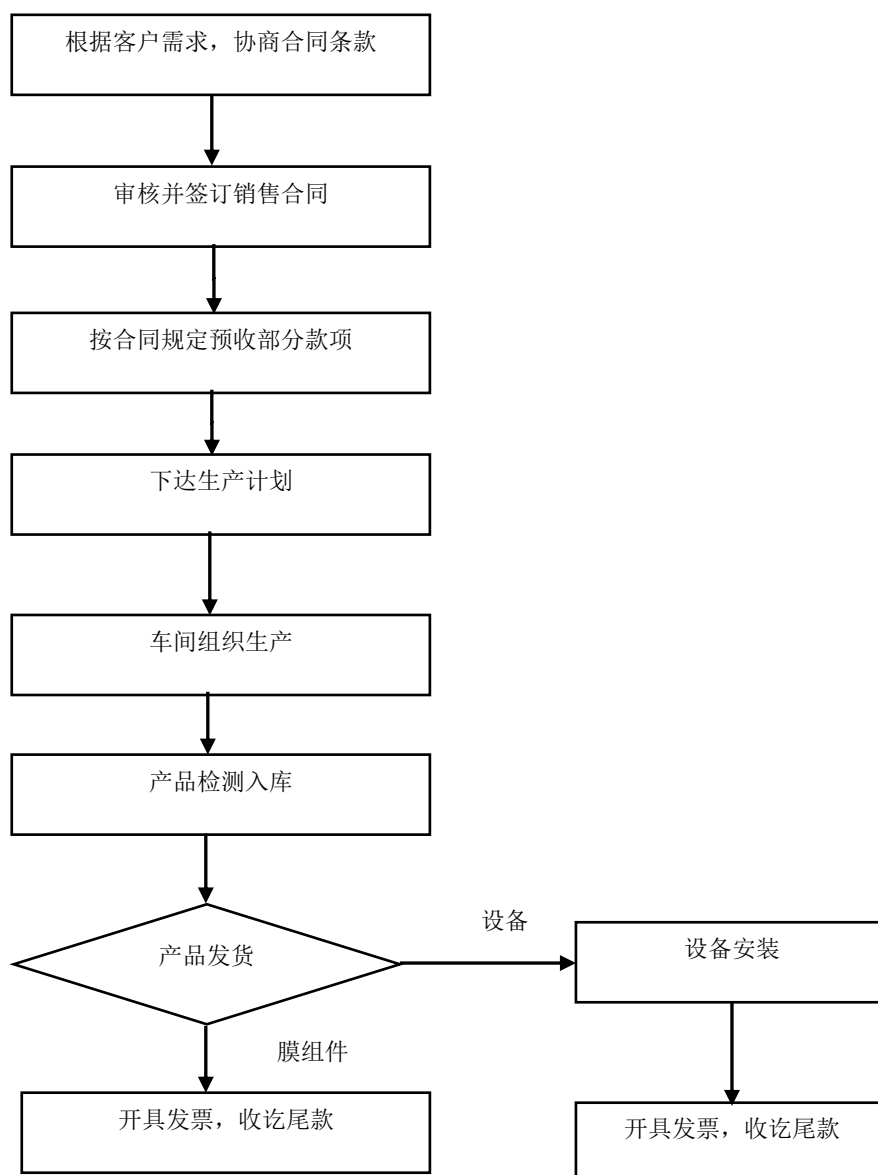 根据客户需求，协商合同条款
审核并签订销售合同
按合同规定预收部分款项
下达生产计划
车间组织生产
产品检测入库
产品发货
设备
设备安装
膜组件
开具发票，收讫尾款
开具发票，收讫尾款